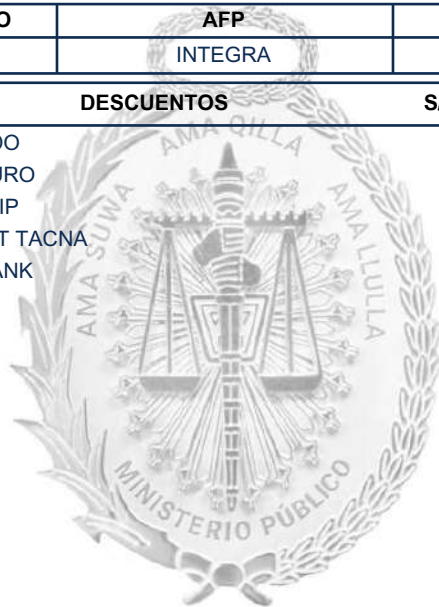 O AFP
INTEGRA
DESCUENTOS SA
DO
URO
IP
T TACNA
ANK
AMA SUWA AMA QILLA AMA LLULLA
MINISTERIO PÚBLICO